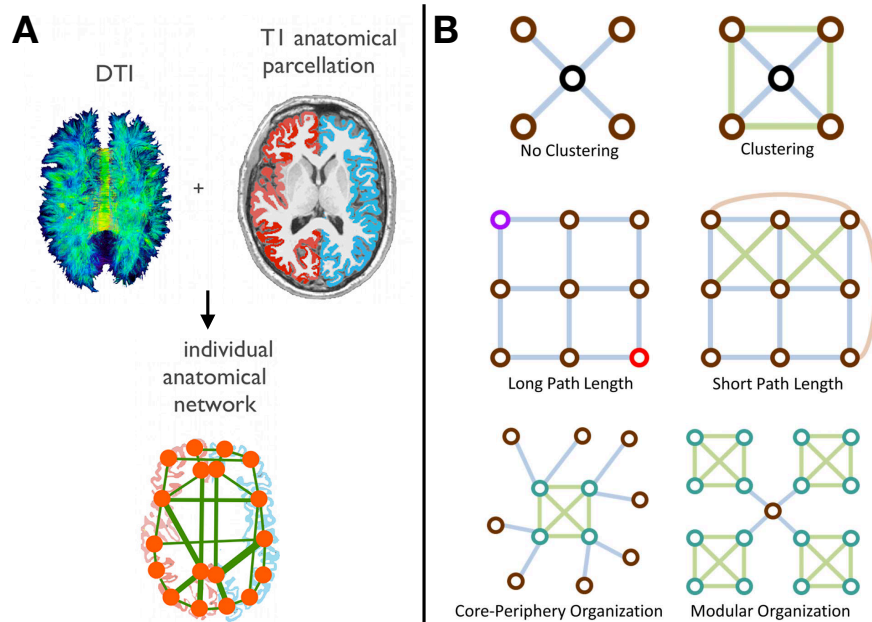 A
T1 anatomical
parcellation
DTI
+
individual
anatomical
network
B
No Clustering
Clustering
Long Path Length
Short Path Length
Core-Periphery Organization
Modular Organization